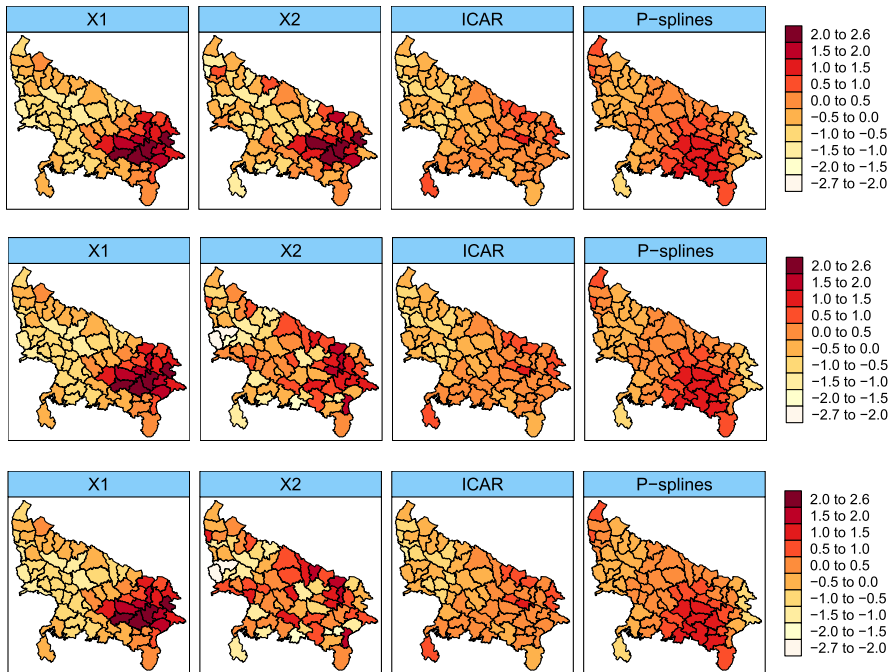 X1
X2
ICAR
P−splines
2.0 to 2.6
1.5 to 2.0
1.0 to 1.5
0.5 to 1.0
0.0 to 0.5
−0.5 to 0.0
−1.0 to −0.5
−1.5 to −1.0
−2.0 to −1.5
−2.7 to −2.0
X1
X2
ICAR
P−splines
2.0 to 2.6
1.5 to 2.0
1.0 to 1.5
0.5 to 1.0
0.0 to 0.5
−0.5 to 0.0
−1.0 to −0.5
−1.5 to −1.0
−2.0 to −1.5
−2.7 to −2.0
X1
X2
ICAR
P−splines
2.0 to 2.6
1.5 to 2.0
1.0 to 1.5
0.5 to 1.0
0.0 to 0.5
−0.5 to 0.0
−1.0 to −0.5
−1.5 to −1.0
−2.0 to −1.5
−2.7 to −2.0